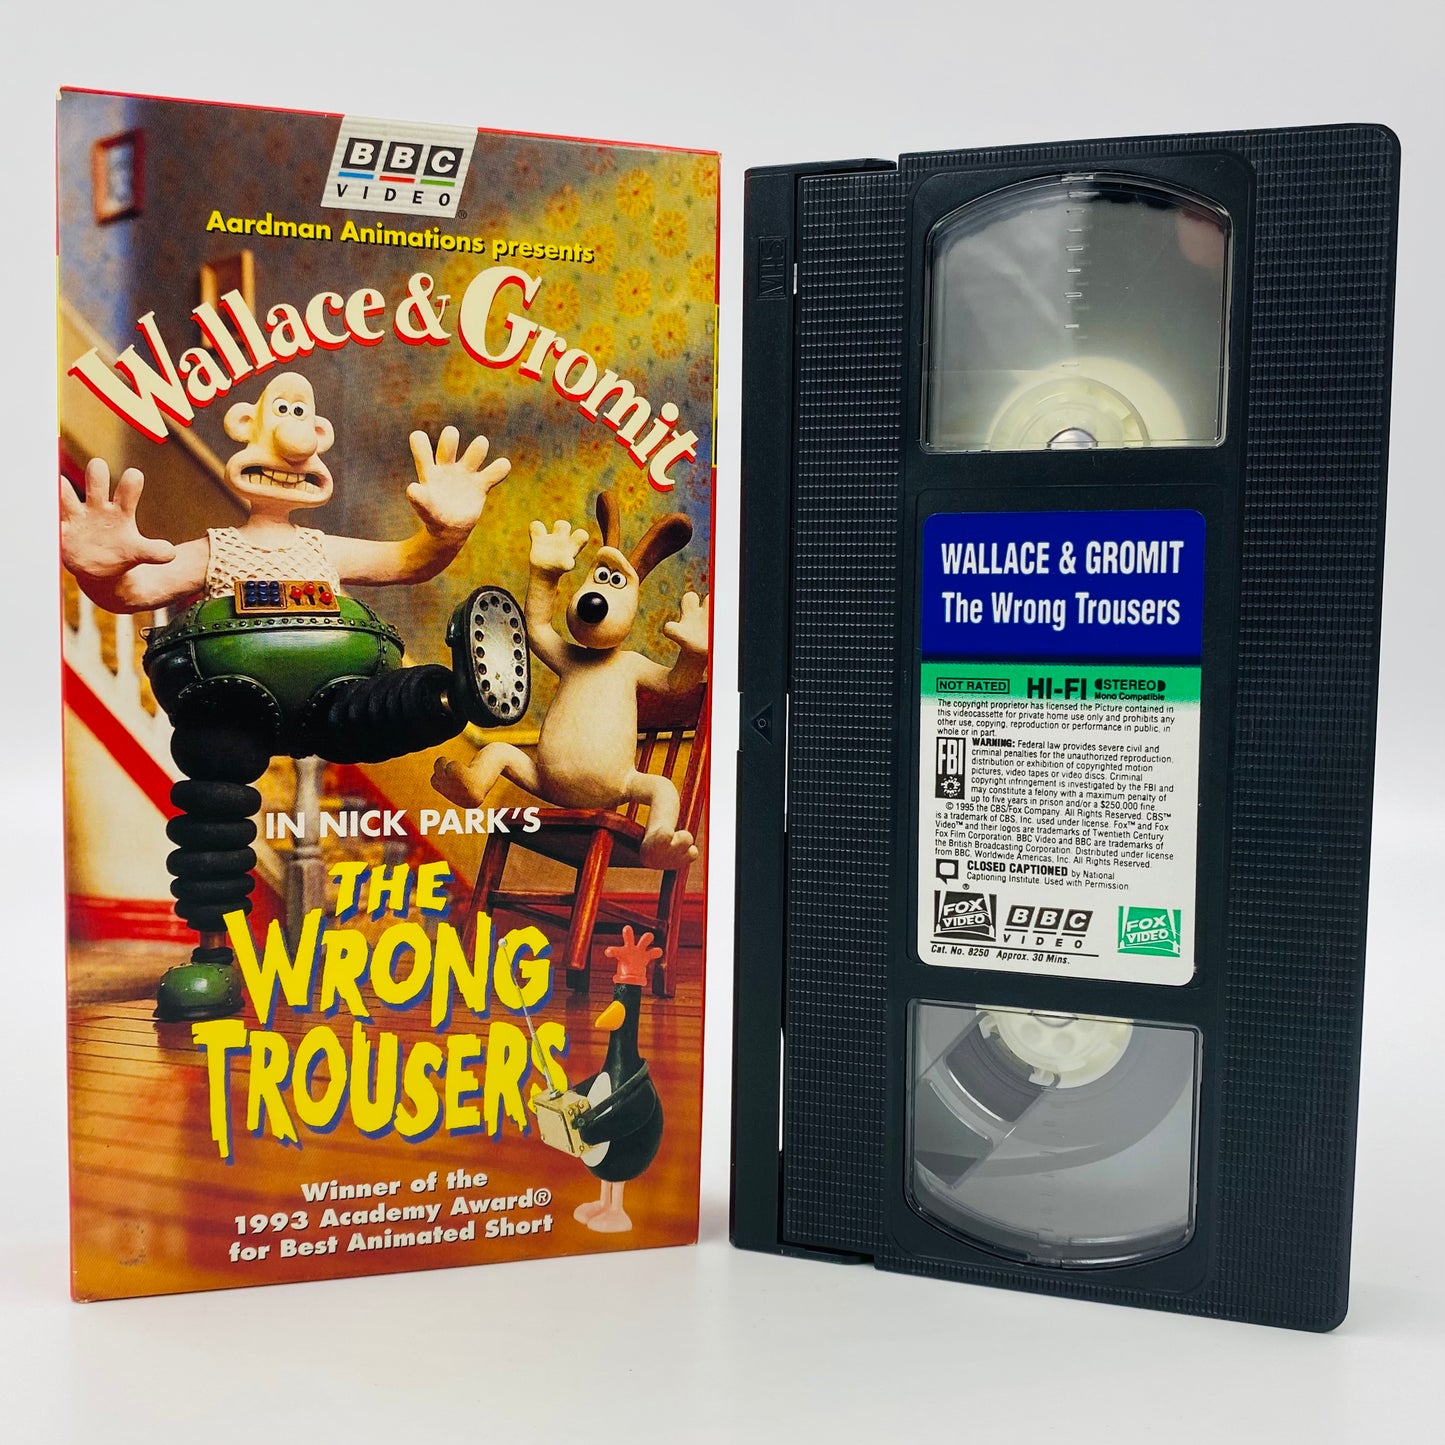 BBC
VIDEO®
Aardman Animations presents
Wallace & Gromit
IN NICK PARK'S
THE
WRONG
TROUSERS
Winner of the
1993 Academy Award®
for Best Animated Short
VHS
WALLACE & GROMIT
The Wrong Trousers
NOT RATED HI-FI STEREO
Mono Compatible
The copyright proprietor has licensed the Picture contained in
this videocassette for private home use only and prohibits any
other use, copying, reproduction or performance in public, in
whole or in part.
FBI
WARNING: Federal law provides severe civil and
criminal penalties for the unauthorized reproduction,
distribution or exhibition of copyrighted motion
pictures, video tapes or video discs. Criminal
copyright infringement is investigated by the FBI and
may constitute a felony with a maximum penalty of
up to five years in prison and/or a $250,000 fine.
© 1995 the CBS/Fox Company. All Rights Reserved. CBS™
is a trademark of CBS, Inc. used under license. Fox™ and Fox
Video™ and their logos are trademarks of Twentieth Century
Fox Film Corporation. BBC Video and BBC are trademarks of
the British Broadcasting Corporation. Distributed under license
from BBC, Worldwide Americas, Inc. All Rights Reserved.
CLOSED CAPTIONED by National
Captioning Institute. Used with Permission.
FOX
VIDEO®
BBC
VIDEO
FOX
VIDEO
Cat. No. 8250 Approx. 30 Mins.